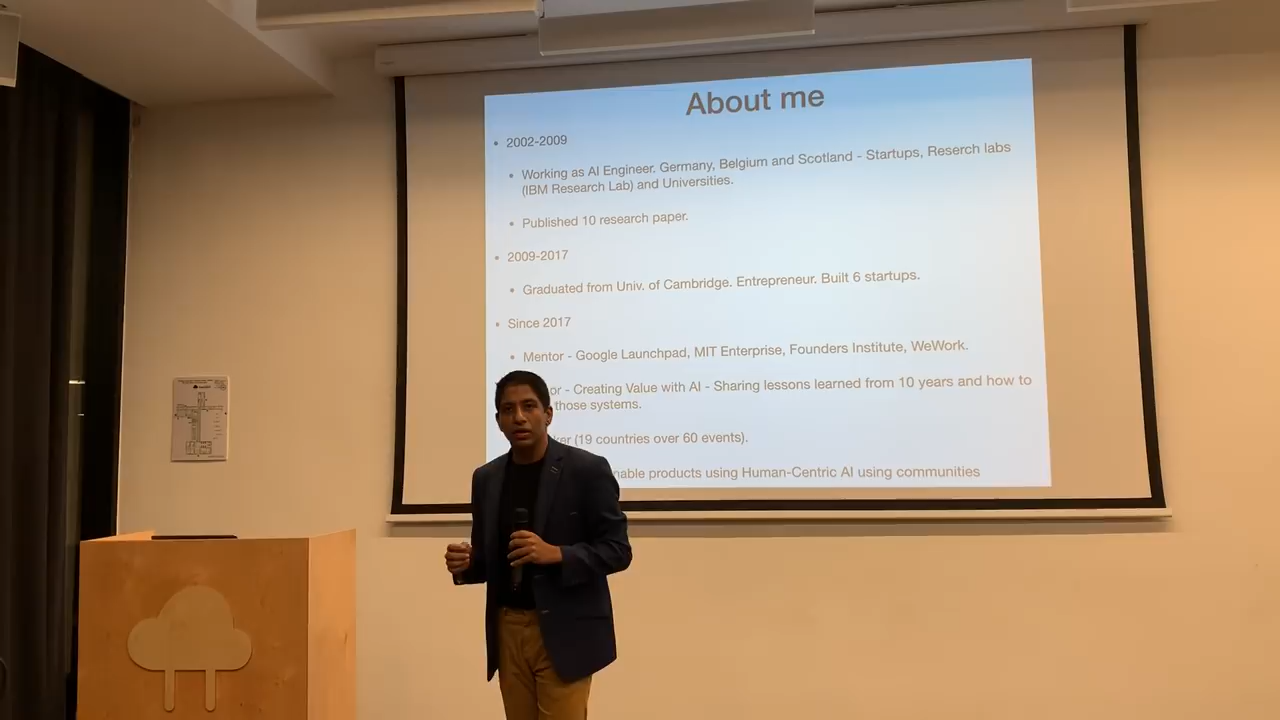 About me
• 2002-2009
• Working as AI Engineer. Germany, Belgium and Scotland - Startups, Reserch labs
(IBM Research Lab) and Universities.
• Published 10 research paper.
• 2009-2017
• Graduated from Univ. of Cambridge. Entrepreneur. Built 6 startups.
• Since 2017
• Mentor - Google Launchpad, MIT Enterprise, Founders Institute, WeWork.
- Creating Value with AI - Sharing lessons learned from 10 years and how to
those systems.
(19 countries over 60 events).
products using Human-Centric AI using communities